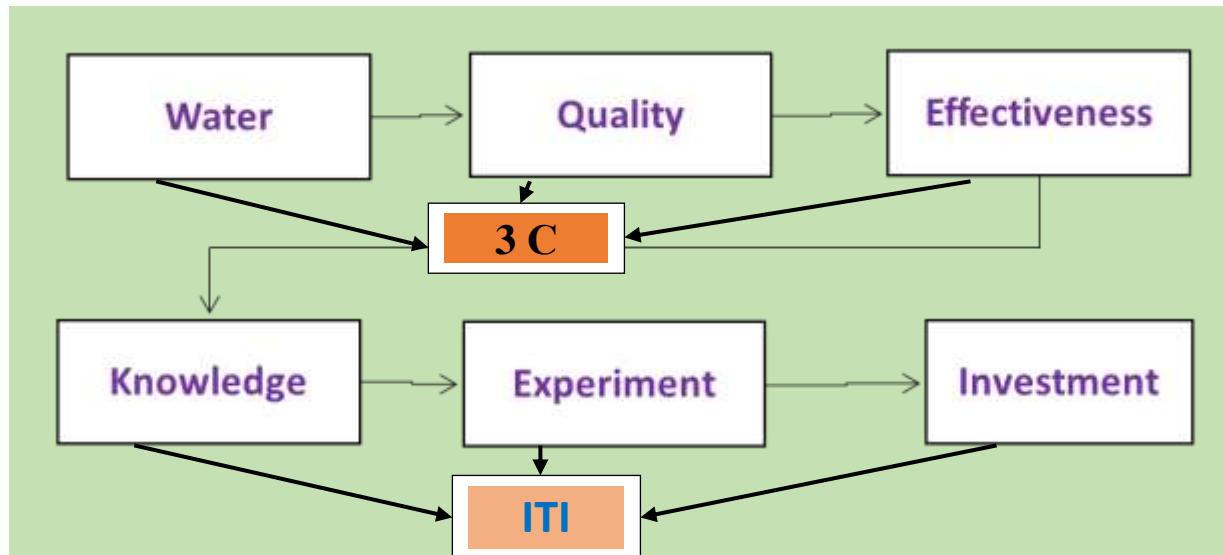 Water
Quality
Effectiveness
3 C
Knowledge
Experiment
Investment
ITI